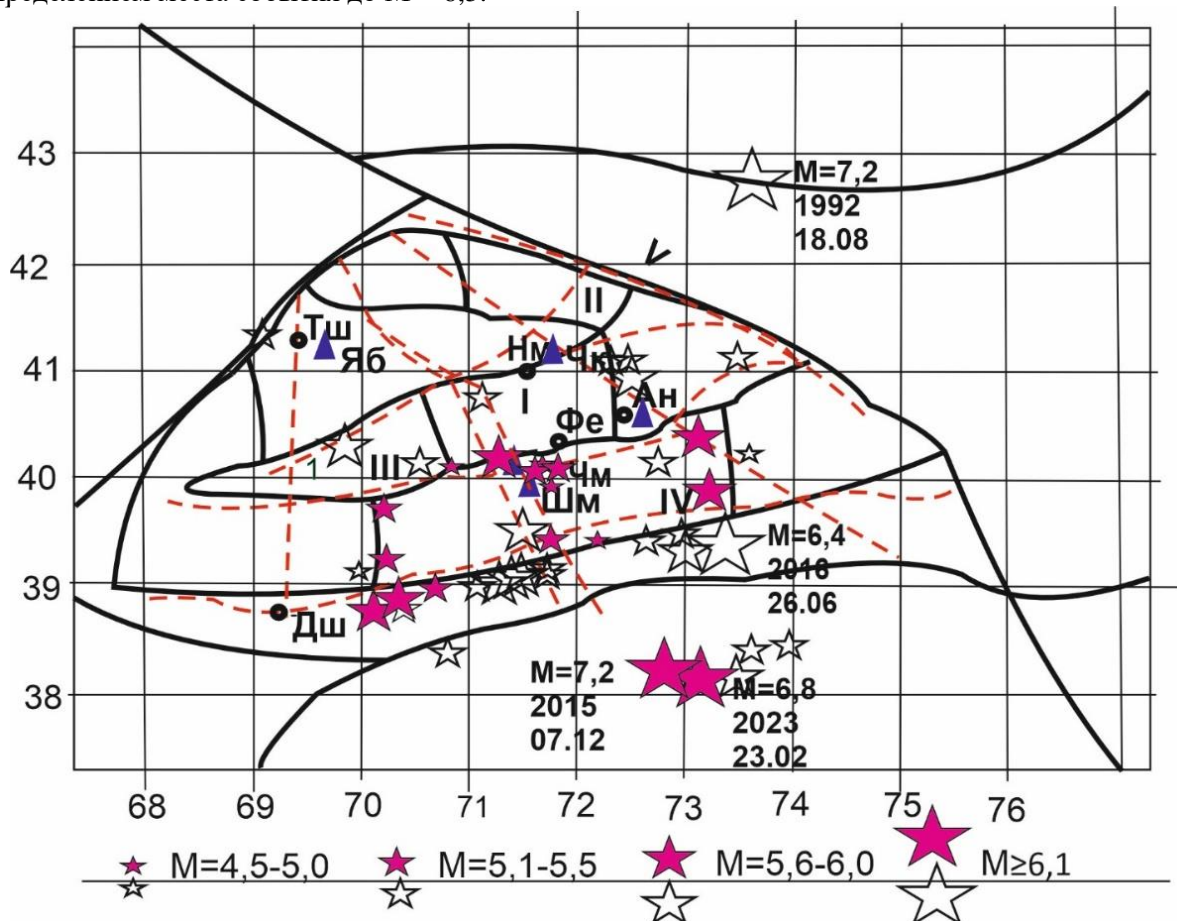 43
42
41
40
39
38
М=7,2
1992
18.08
V
II
Тш
Яб
Нм
Чк
I
Ан
Фе
1
III
Чм
Шм
IV
М=6,4
2018
26.06
Дш
М=7,2
2015
07.12
М=6,8
2023
23.02
68
69
70
71
72
73
74
75
76
М=4,5-5,0
М=5,1-5,5
М=5,6-6,0
М≥6,1